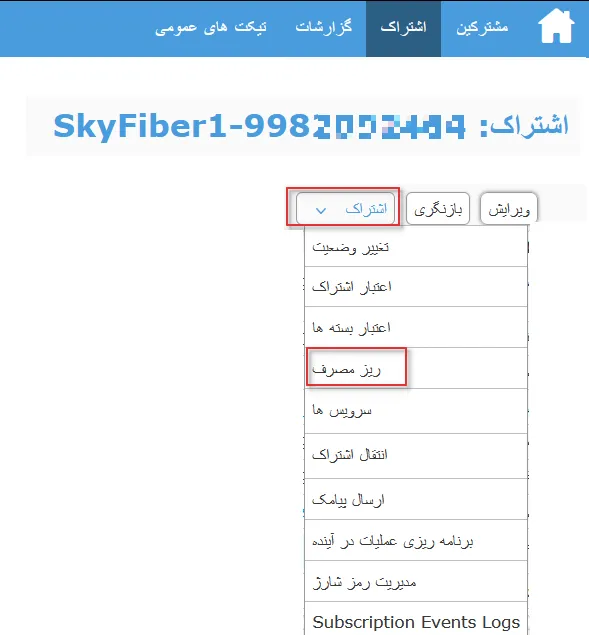 مشترکین اشتراک گزارشات تیکت های عمومی
اشتراک: SkyFiber1-998
ویرایش بازنگری اشتراک
تغییر وضعیت
اعتبار اشتراک
اعتبار بسته ها
ریز مصرف
سرویس ها
انتقال اشتراک
ارسال پیامک
برنامه ریزی عملیات در آینده
مدیریت رمز شارژ
Subscription Events Logs